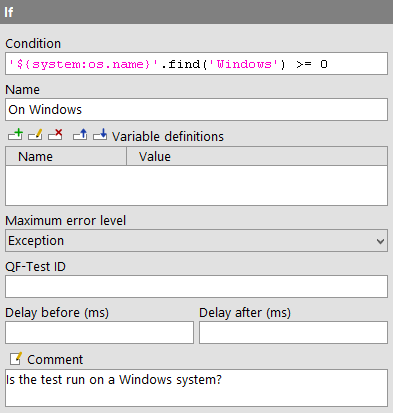 If
Condition
'${system:os.name}'.find('Windows') >= 0
Name
On Windows
Variable definitions
Name Value
Maximum error level
Exception
QF-Test ID
Delay before (ms) Delay after (ms)
Comment
Is the test run on a Windows system?